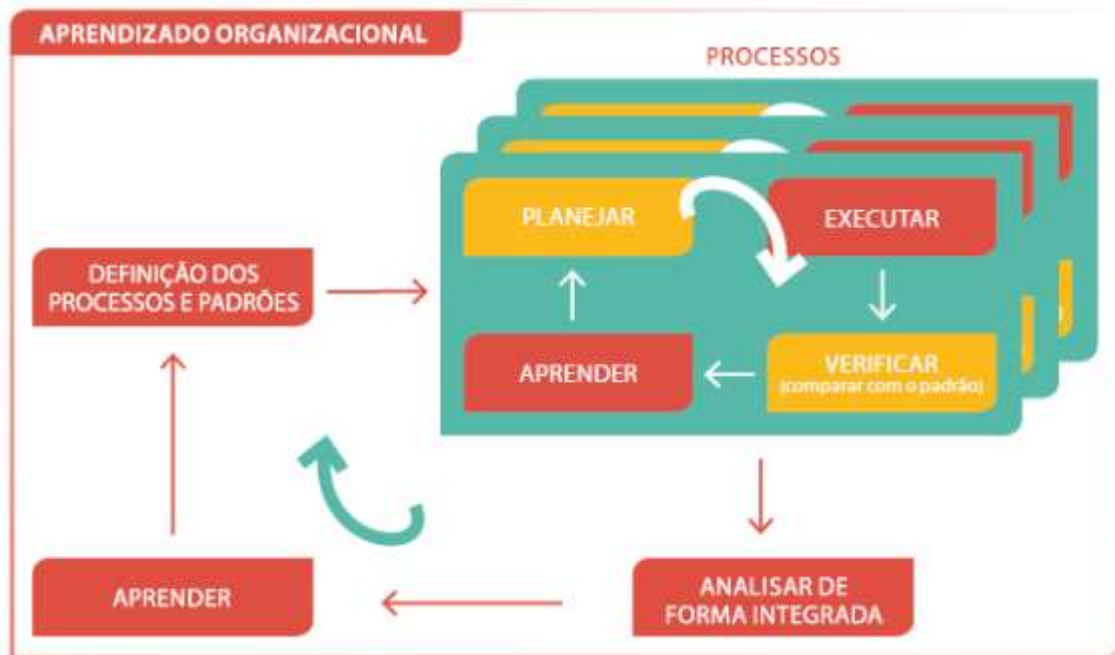 APRENDIZADO ORGANIZACIONAL
PROCESSOS
PLANEJAR
EXECUTAR
DEFINIÇÃO DOS
PROCESSOS E PADRÕES
APRENDER
VERIFICAR
(comparar com o padrão)
APRENDER
ANALISAR DE
FORMA INTEGRADA